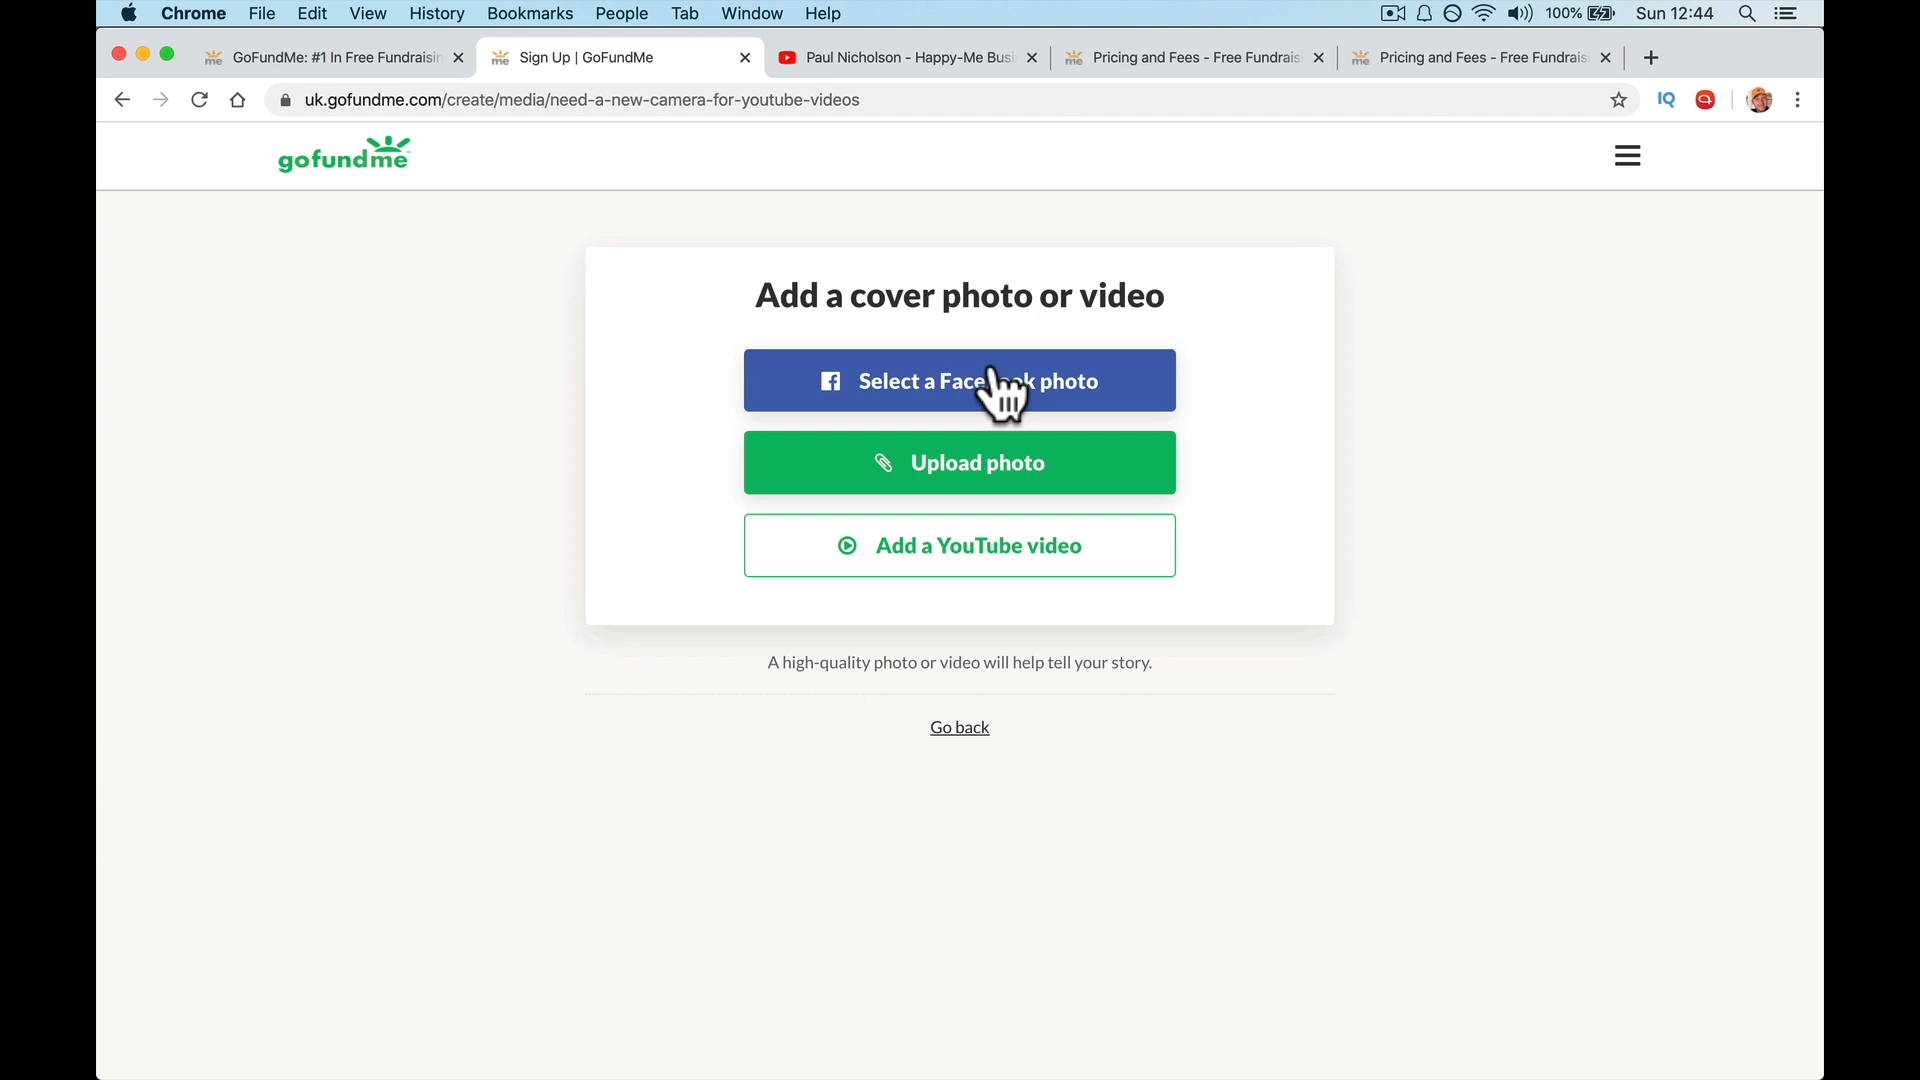 Chrome File Edit View History Bookmarks People Tab Window Help 100% Sun 12:44
GoFundMe: #1 In Free Fundraisin Sign Up | GoFundMe Paul Nicholson - Happy-Me Busi Pricing and Fees - Free Fundrais Pricing and Fees - Free Fundrais
uk.gofundme.com/create/media/need-a-new-camera-for-youtube-videos IQ
gofundme
Add a cover photo or video
Select a Facebook photo
Upload photo
Add a YouTube video
A high-quality photo or video will help tell your story.
Go back